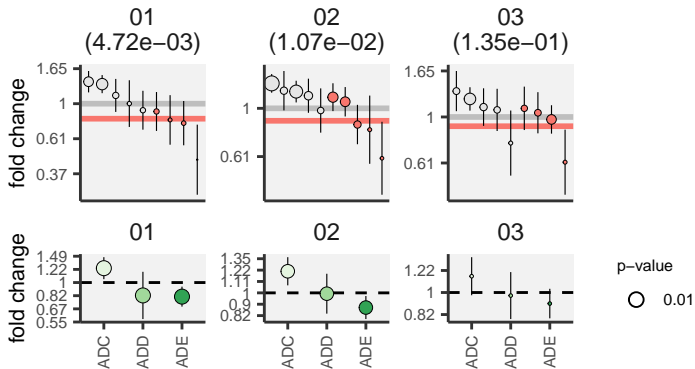 01
(4.72e−03)
02
(1.07e−02)
03
(1.35e−01)
fold change
1.65
1
0.61
0.37
1
0.61
1.65
1
0.61
01
02
03
fold change
1.49
1.22
1
0.82
0.67
0.55
1.35
1.22
1.11
1
0.9
0.82
1.22
1
0.82
ADC
ADD
ADE
ADC
ADD
ADE
ADC
ADD
ADE
p−value
0.01